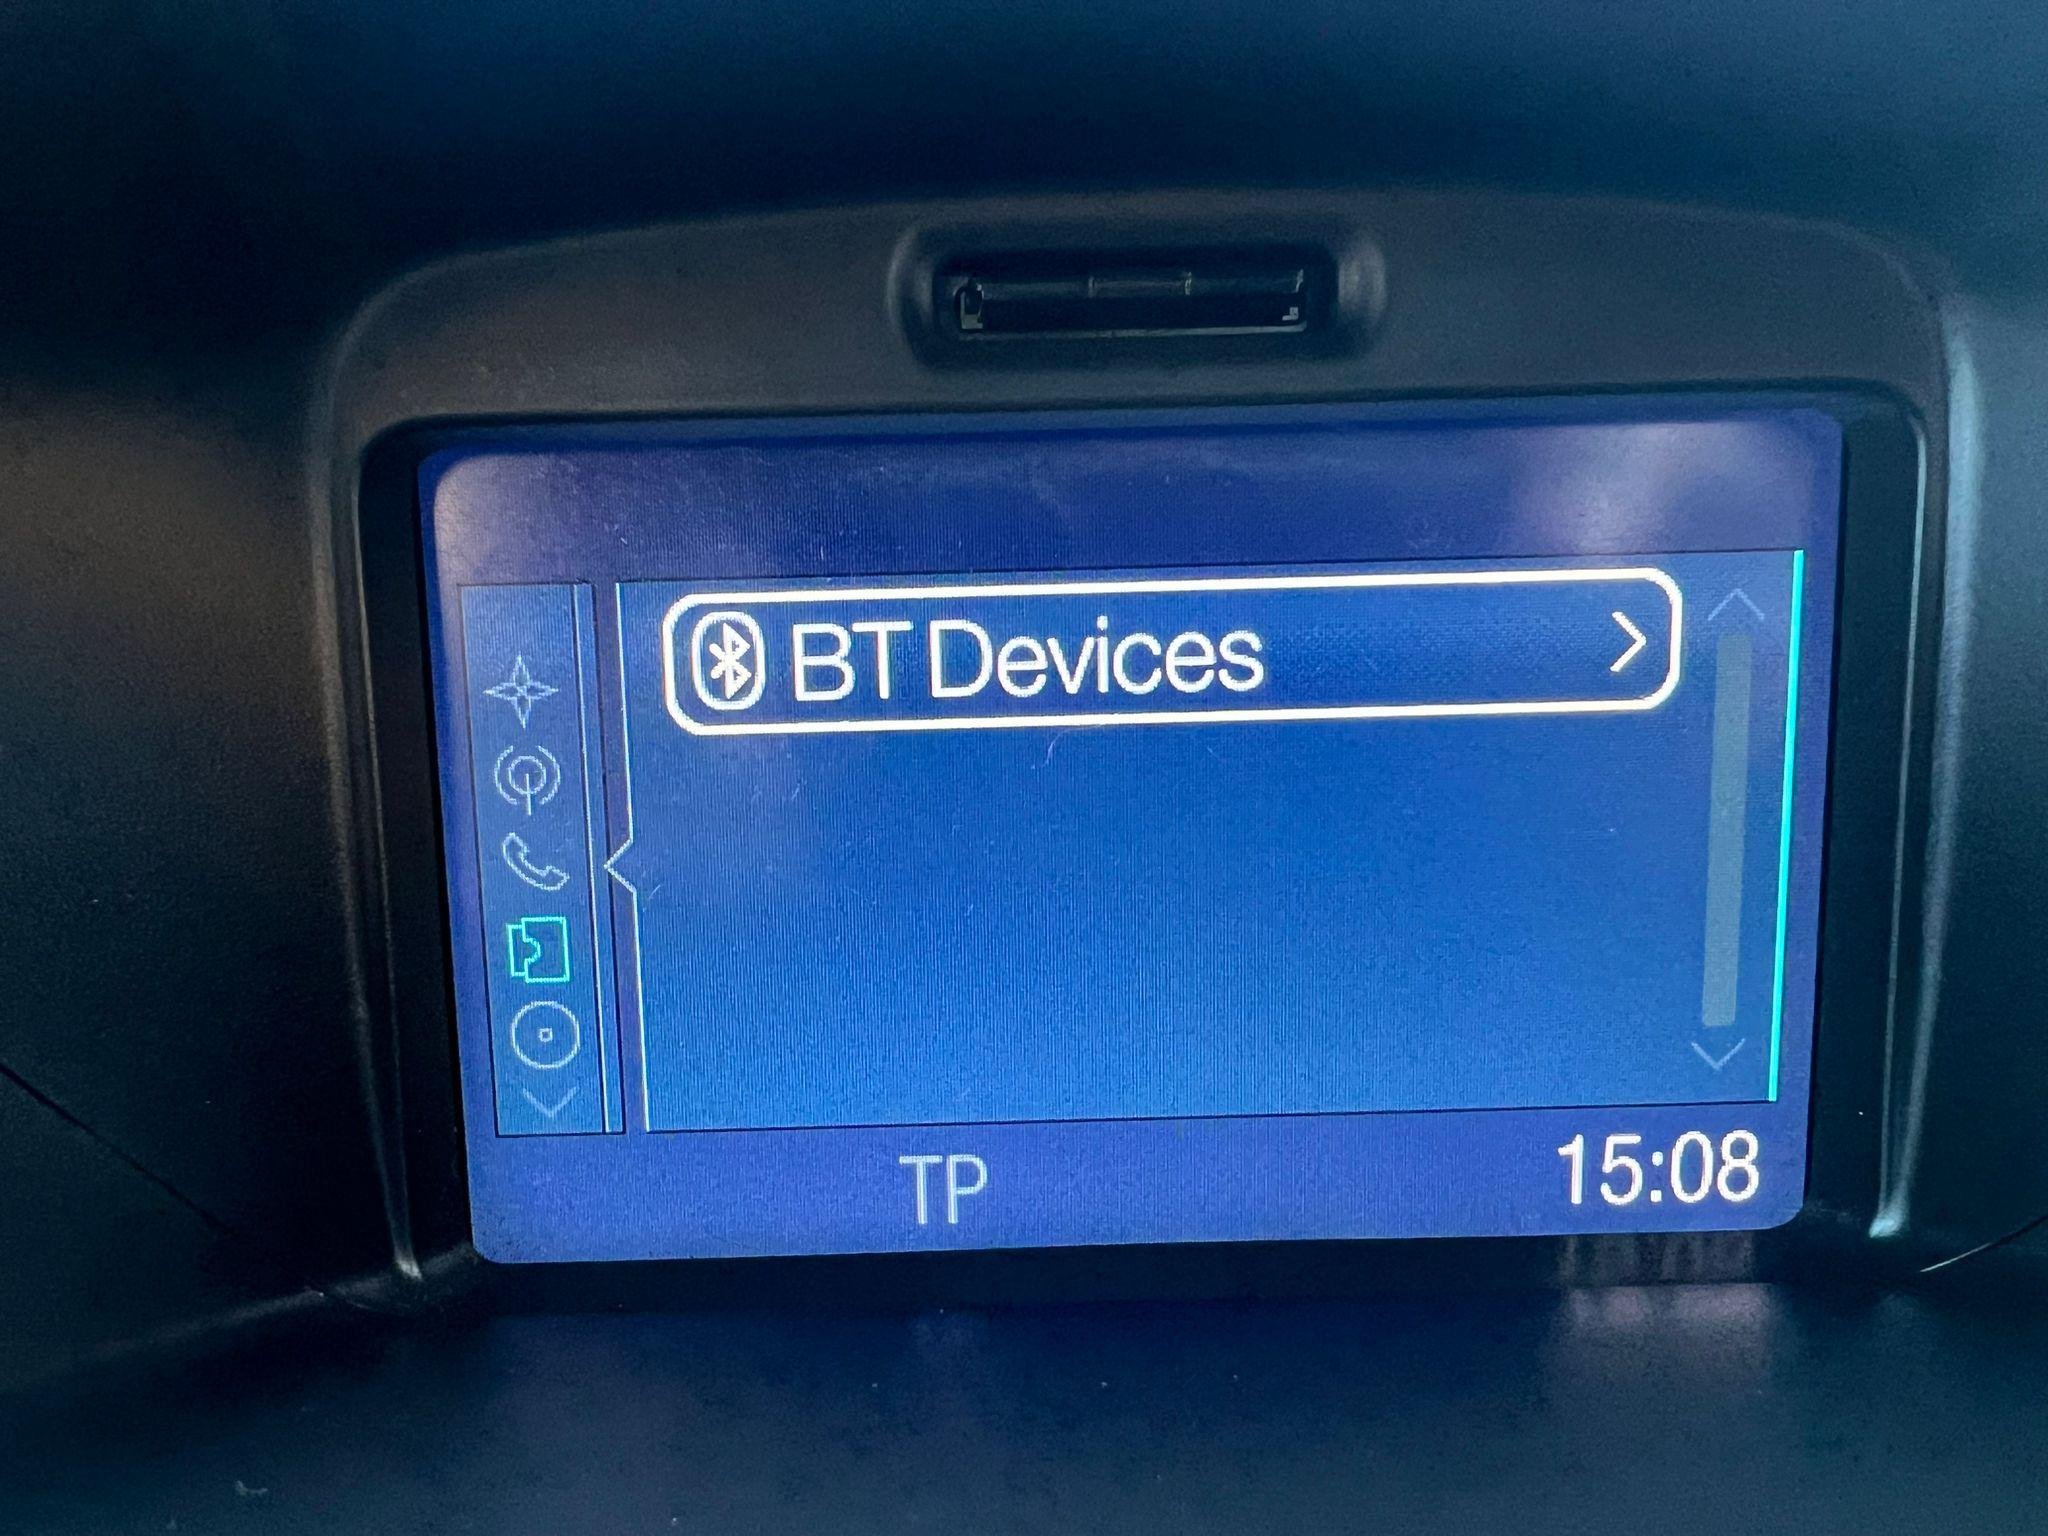 BT Devices
TP 15:08